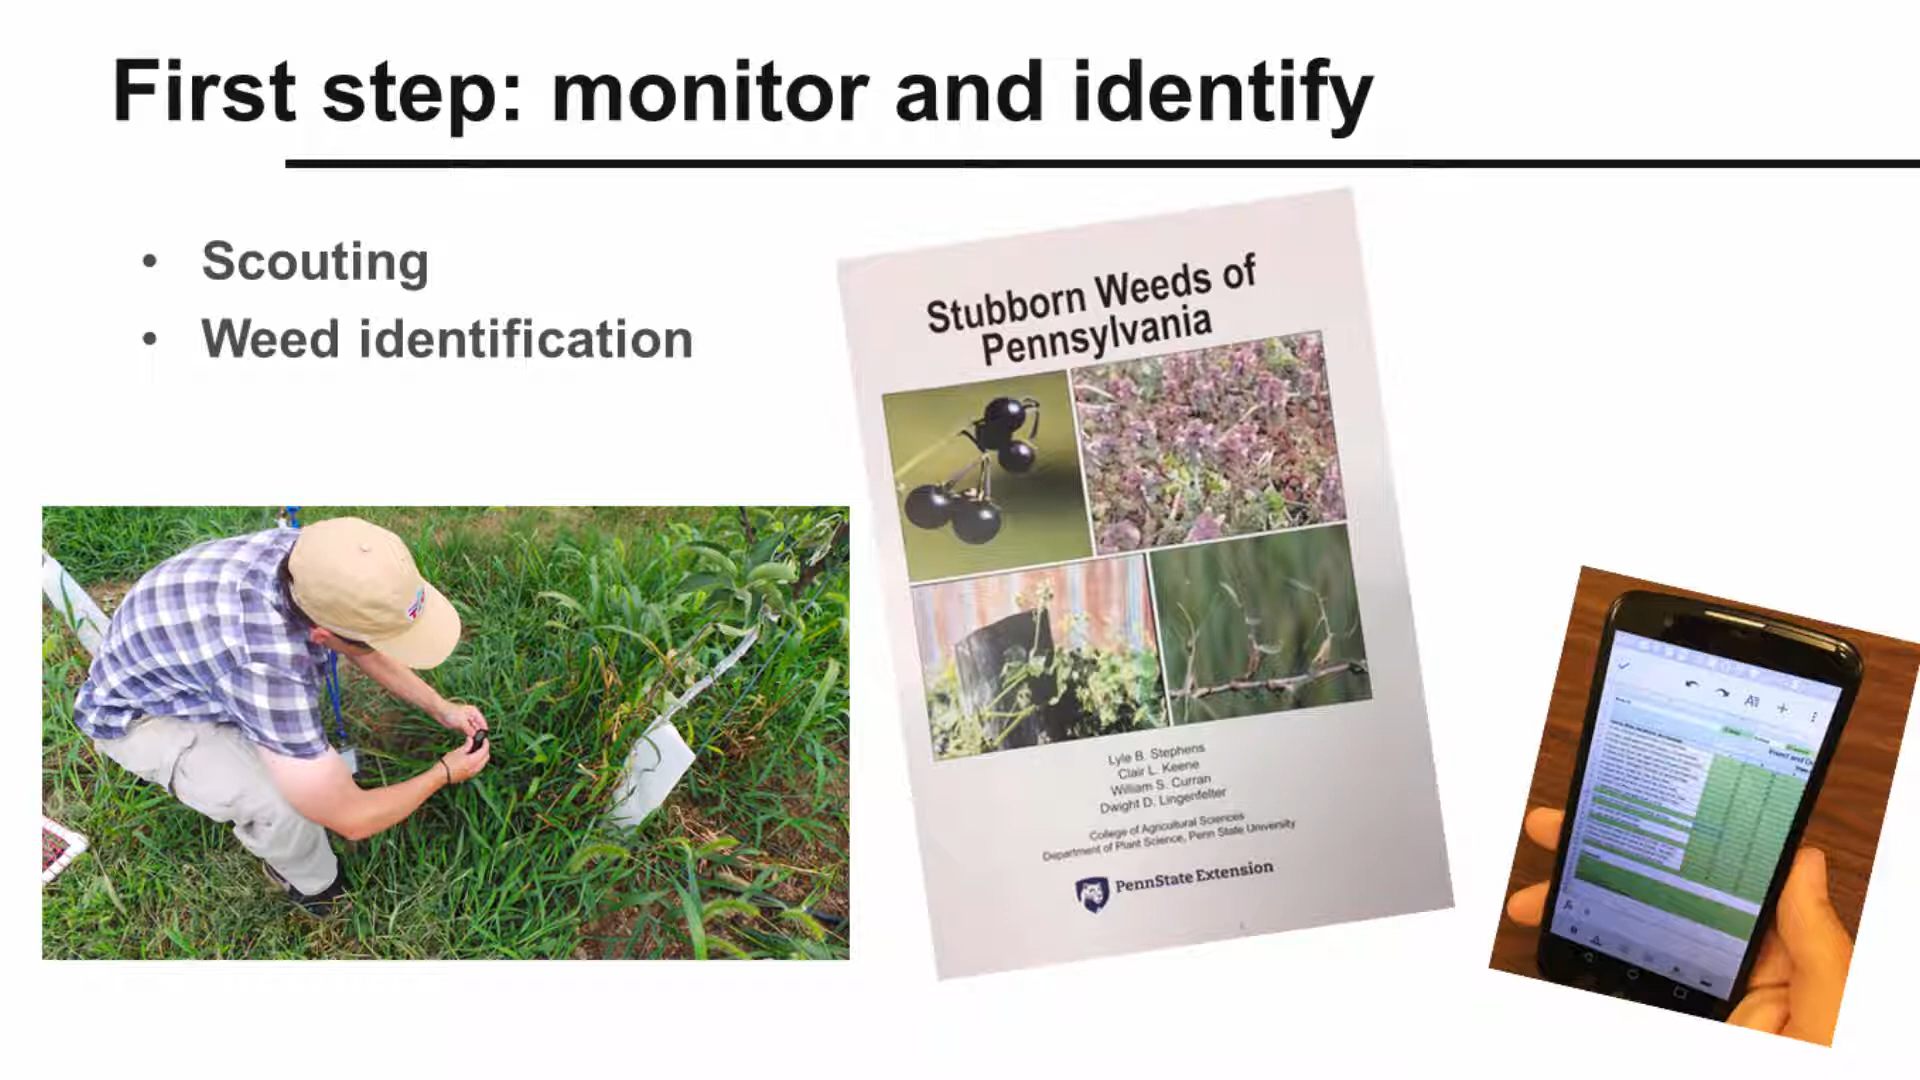 First step: monitor and identify
• Scouting
• Weed identification
Stubborn Weeds of
Pennsylvania
Lyle B. Stephens
Clair L. Keene
William S. Curran
Dwight D. Lingenfelter
College of Agricultural Sciences
Department of Plant Science, Penn State University
PennState Extension